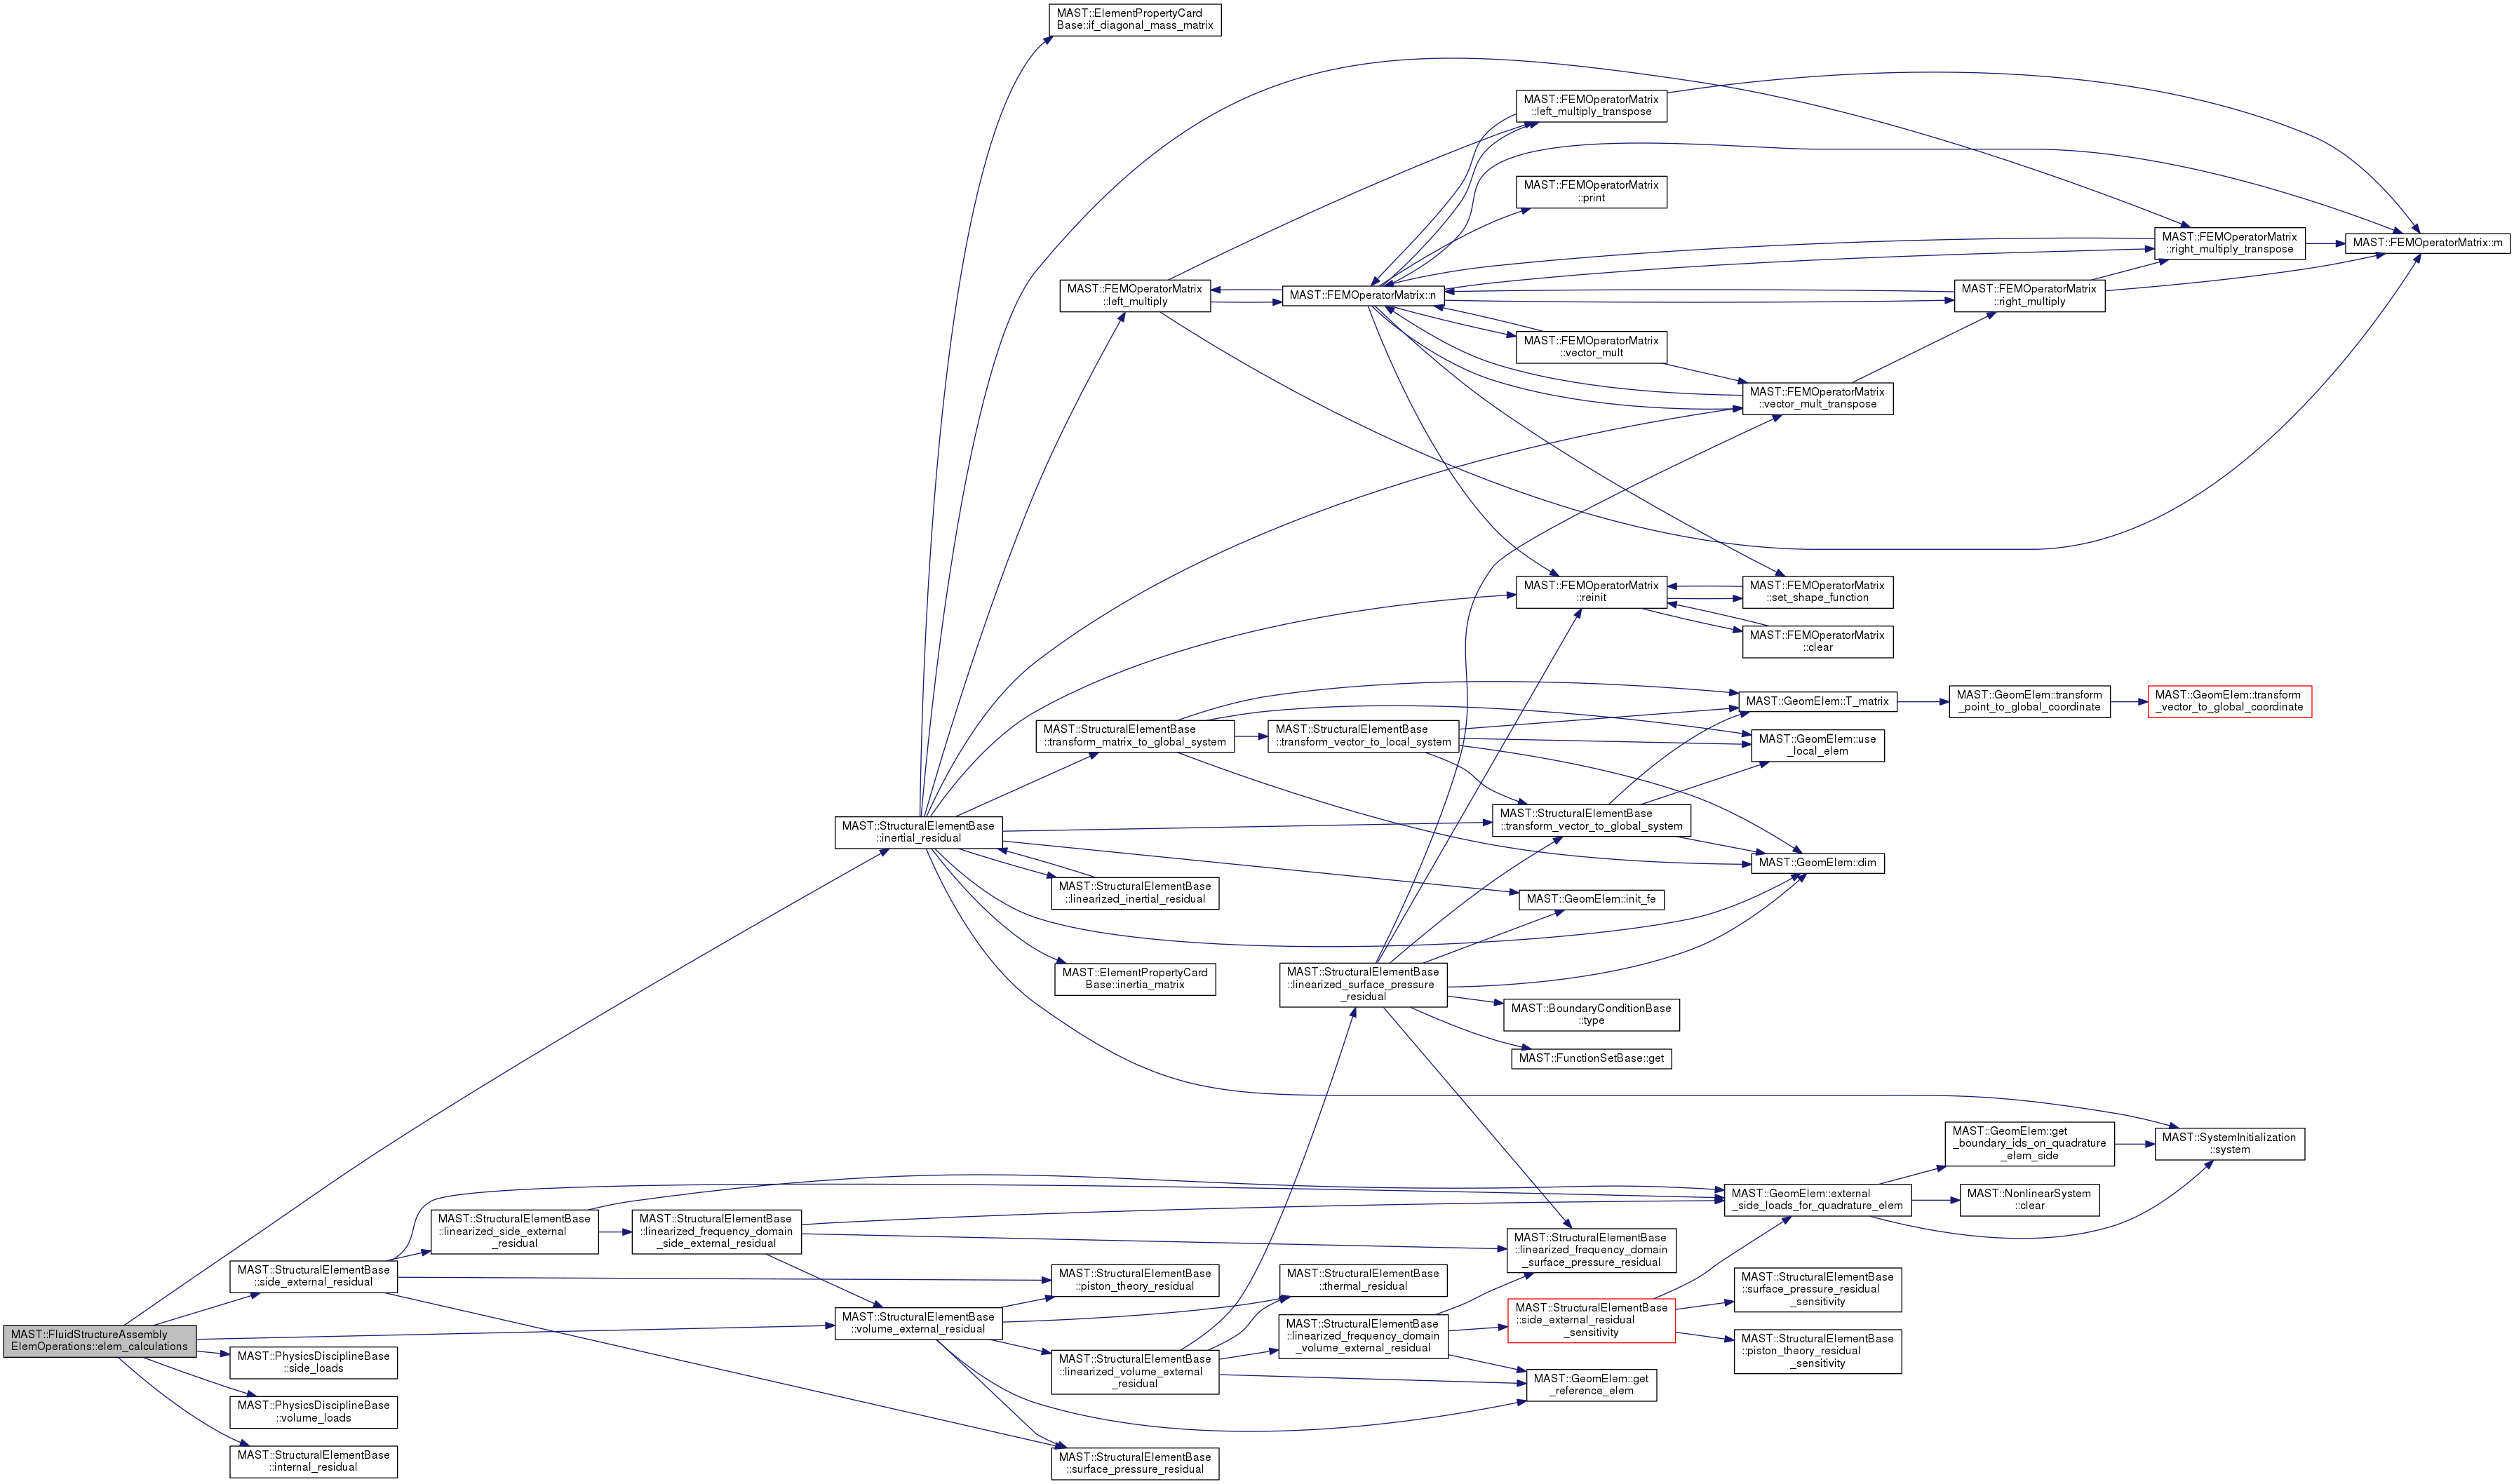 MAST::ElementPropertyCard
Base::if_diagonal_mass_matrix
MAST::FEMOperatorMatrix
::left_multiply_transpose
MAST::FEMOperatorMatrix
::print
MAST::FEMOperatorMatrix
::right_multiply_transpose
MAST::FEMOperatorMatrix::m
MAST::FEMOperatorMatrix
::left_multiply
MAST::FEMOperatorMatrix::n
MAST::FEMOperatorMatrix
::right_multiply
MAST::FEMOperatorMatrix
::vector_mult
MAST::FEMOperatorMatrix
::vector_mult_transpose
MAST::FEMOperatorMatrix
::reinit
MAST::FEMOperatorMatrix
::set_shape_function
MAST::FEMOperatorMatrix
::clear
MAST::GeomElem::T_matrix
MAST::GeomElem::transform
_point_to_global_coordinate
MAST::GeomElem::transform
_vector_to_global_coordinate
MAST::StructuralElementBase
::transform_matrix_to_global_system
MAST::StructuralElementBase
::transform_vector_to_local_system
MAST::GeomElem::use
_local_elem
MAST::StructuralElementBase
::transform_vector_to_global_system
MAST::StructuralElementBase
::inertial_residual
MAST::GeomElem::dim
MAST::StructuralElementBase
::linearized_inertial_residual
MAST::GeomElem::init_fe
MAST::ElementPropertyCard
Base::inertia_matrix
MAST::StructuralElementBase
::linearized_surface_pressure
_residual
MAST::BoundaryConditionBase
::type
MAST::FunctionSetBase::get
MAST::GeomElem::get
_boundary_ids_on_quadrature
_elem_side
MAST::SystemInitialization
::system
MAST::GeomElem::external
_side_loads_for_quadrature_elem
MAST::NonlinearSystem
::clear
MAST::StructuralElementBase
::linearized_side_external
_residual
MAST::StructuralElementBase
::linearized_frequency_domain
_side_external_residual
MAST::StructuralElementBase
::linearized_frequency_domain
_surface_pressure_residual
MAST::StructuralElementBase
::side_external_residual
MAST::StructuralElementBase
::piston_theory_residual
MAST::StructuralElementBase
::thermal_residual
MAST::StructuralElementBase
::surface_pressure_residual
_sensitivity
MAST::FluidStructureAssembly
ElemOperations::elem_calculations
MAST::StructuralElementBase
::volume_external_residual
MAST::StructuralElementBase
::linearized_frequency_domain
_volume_external_residual
MAST::StructuralElementBase
::side_external_residual
_sensitivity
MAST::StructuralElementBase
::piston_theory_residual
_sensitivity
MAST::PhysicsDisciplineBase
::side_loads
MAST::StructuralElementBase
::linearized_volume_external
_residual
MAST::GeomElem::get
_reference_elem
MAST::PhysicsDisciplineBase
::volume_loads
MAST::StructuralElementBase
::internal_residual
MAST::StructuralElementBase
::surface_pressure_residual